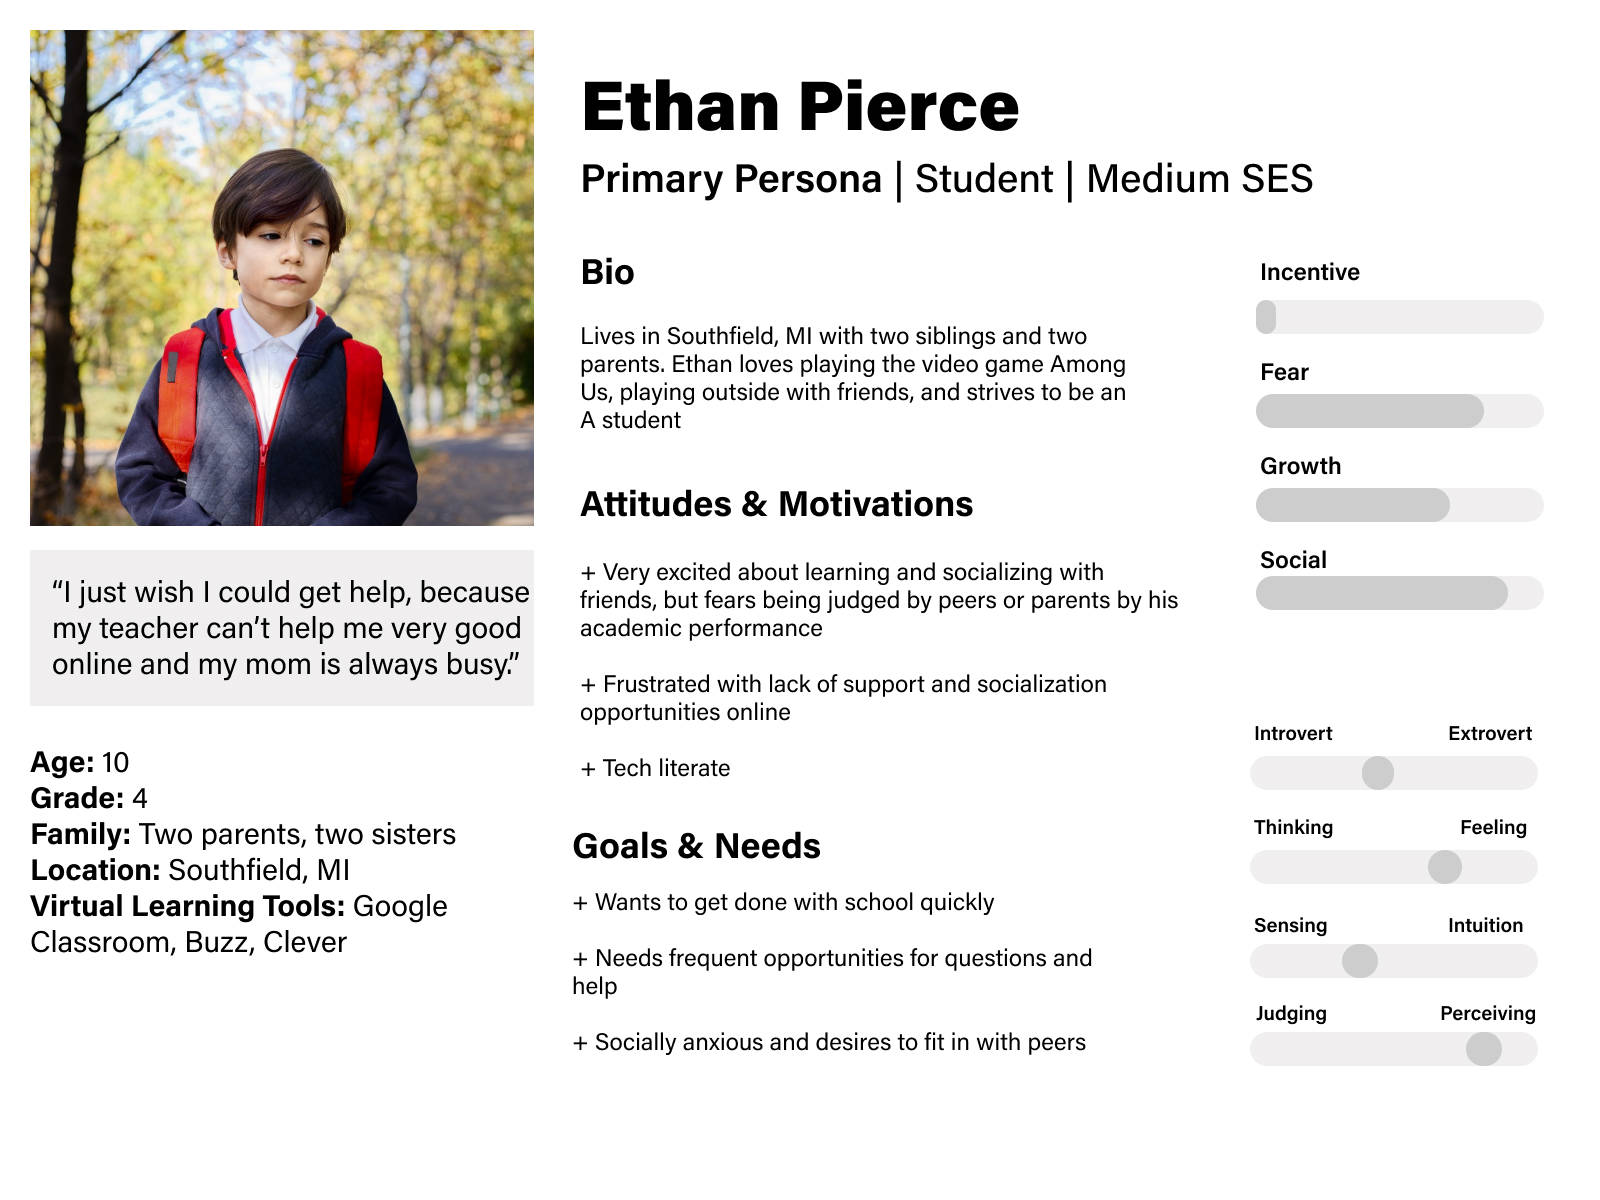 Ethan Pierce
Primary Persona | Student | Medium SES
“I just wish I could get help, because
my teacher can’t help me very good
online and my mom is always busy.”
Age: 10
Grade: 4
Family: Two parents, two sisters
Location: Southfield, MI
Virtual Learning Tools: Google
Classroom, Buzz, Clever
Bio
Lives in Southfield, MI with two siblings and two
parents. Ethan loves playing the video game Among
Us, playing outside with friends, and strives to be an
A student
Attitudes & Motivations
+ Very excited about learning and socializing with
friends, but fears being judged by peers or parents by his
academic performance
+ Frustrated with lack of support and socialization
opportunities online
+ Tech literate
Goals & Needs
+ Wants to get done with school quickly
+ Needs frequent opportunities for questions and
help
+ Socially anxious and desires to fit in with peers
Incentive
Fear
Growth
Social
Introvert Extrovert
Thinking Feeling
Sensing Intuition
Judging Perceiving